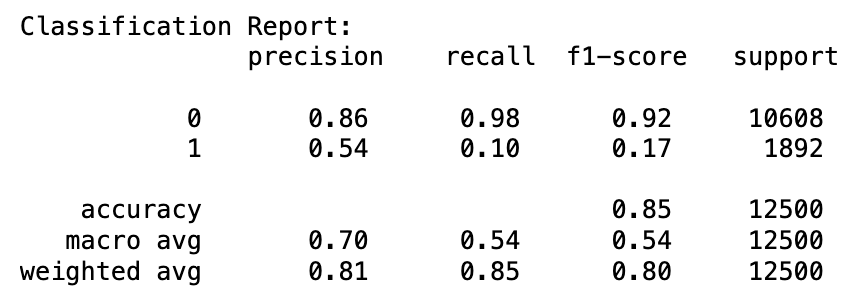 Classification Report:
precision recall f1-score support
0 0.86 0.98 0.92 10608
1 0.54 0.10 0.17 1892
accuracy 0.85 12500
macro avg 0.70 0.54 0.54 12500
weighted avg 0.81 0.85 0.80 12500